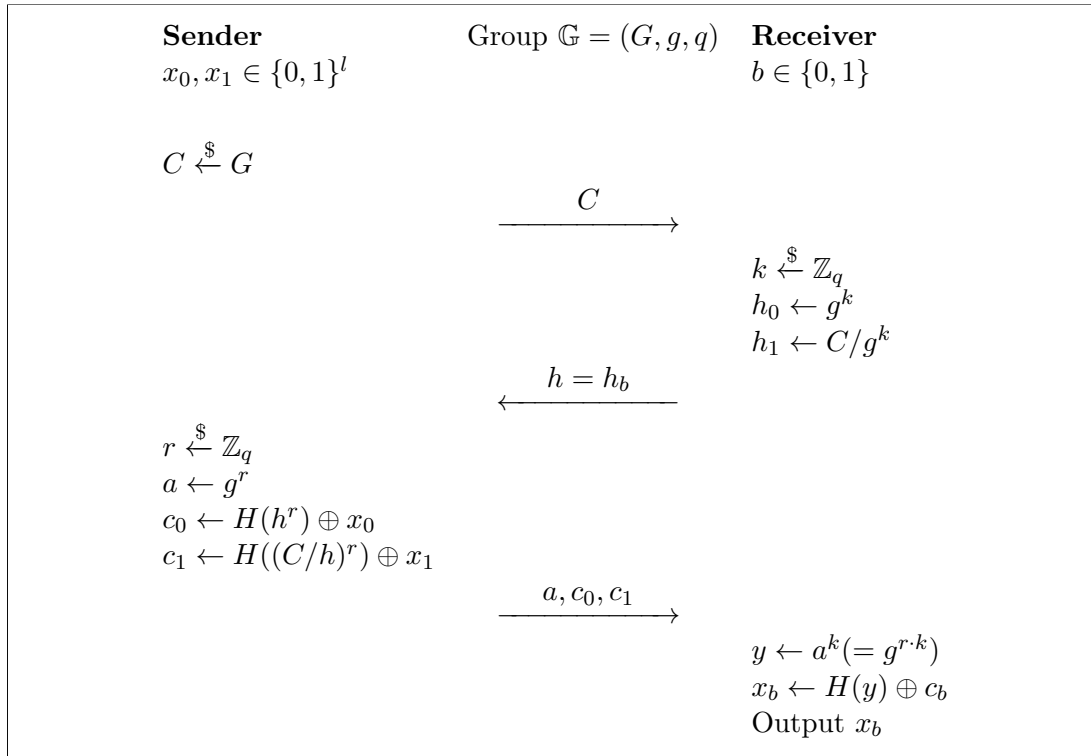 Sender Group 𝔾 = (G, g, q) Receiver
x₀, x₁ ∈ {0, 1}ˡ b ∈ {0, 1}
C ←$ G
C
k ←$ ℤ_q
h₀ ← gᵏ
h₁ ← C/gᵏ
h = h_b
r ←$ ℤ_q
a ← gʳ
c₀ ← H(hʳ) ⊕ x₀
c₁ ← H((C/h)ʳ) ⊕ x₁
a, c₀, c₁
y ← aᵏ(= g^{r·k})
x_b ← H(y) ⊕ c_b
Output x_b